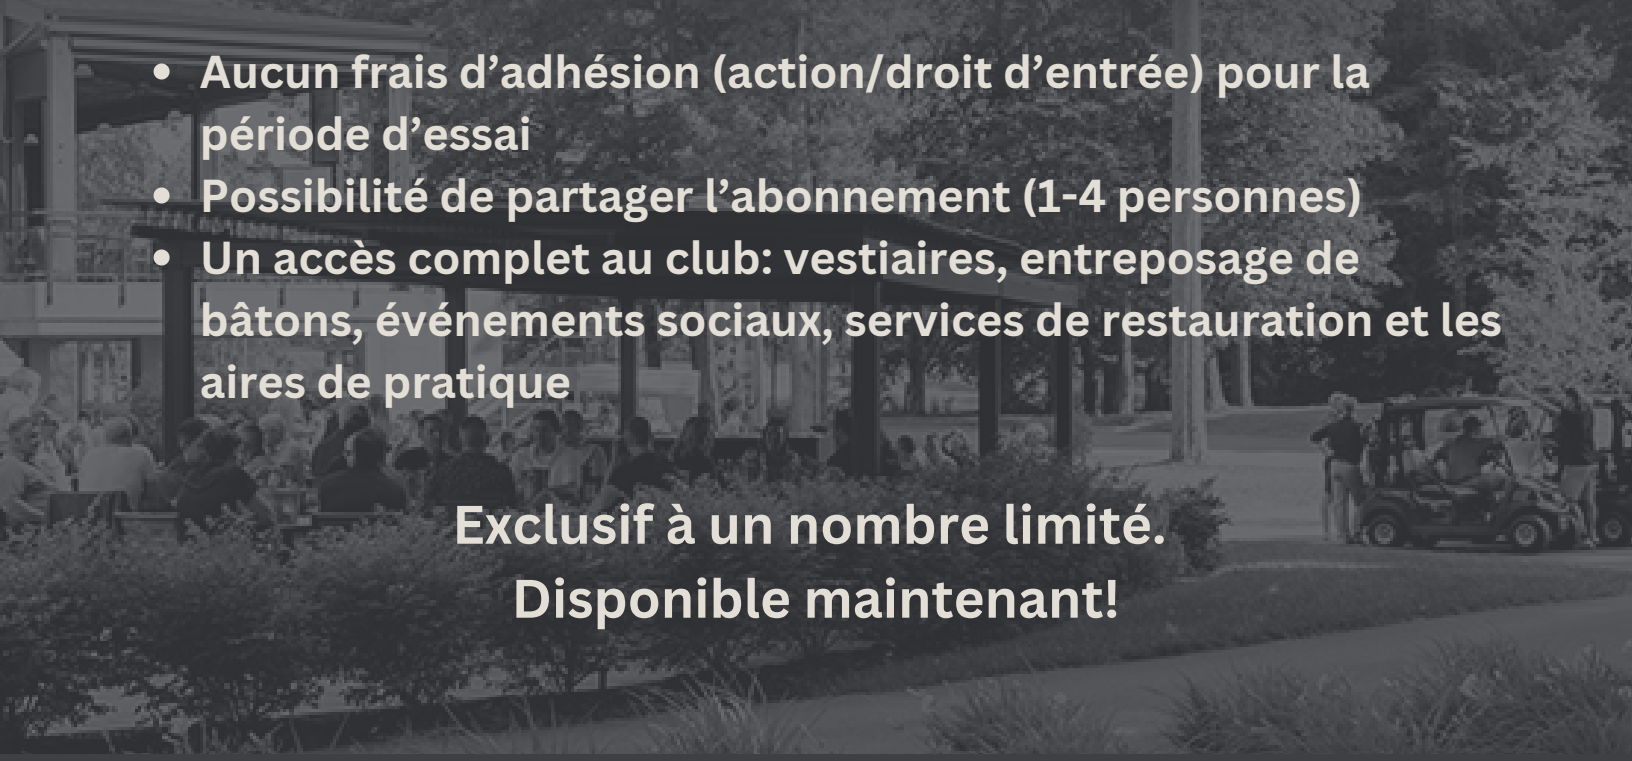 • Aucun frais d’adhésion (action/droit d’entrée) pour la
période d’essai
• Possibilité de partager l’abonnement (1-4 personnes)
• Un accès complet au club: vestiaires, entreposage de
bâtons, événements sociaux, services de restauration et les
aires de pratique
Exclusif à un nombre limité.
Disponible maintenant!